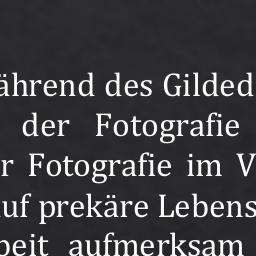 ährend des Gilded
der Fotografie
r Fotografie im V
uf prekäre Lebens
beit aufmerksam